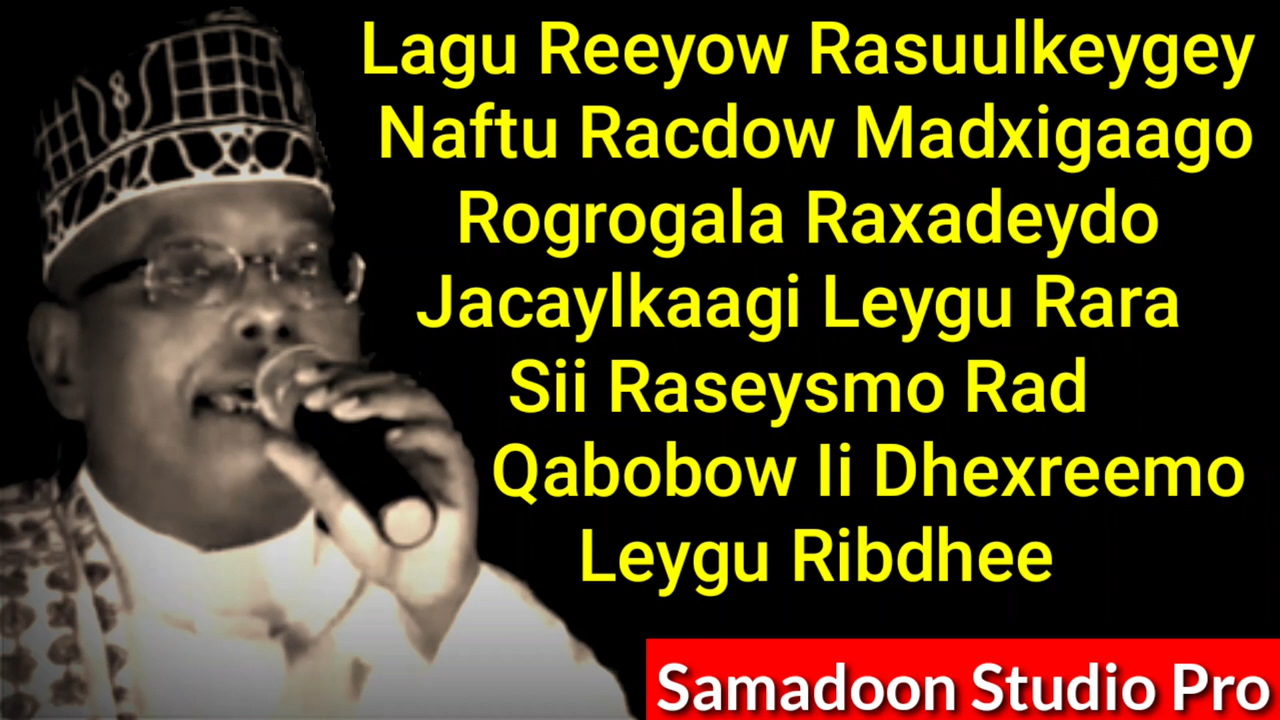 Lagu Reeyow Rasuulkeygey
Naftu Racdow Madxigaago
Rogrogala Raxadeydo
Jacaylkaagi Leygu Rara
Sii Raseysmo Rad
Qabobow Ii Dhexreemo
Leygu Ribdhee
Samadoon Studio Pro